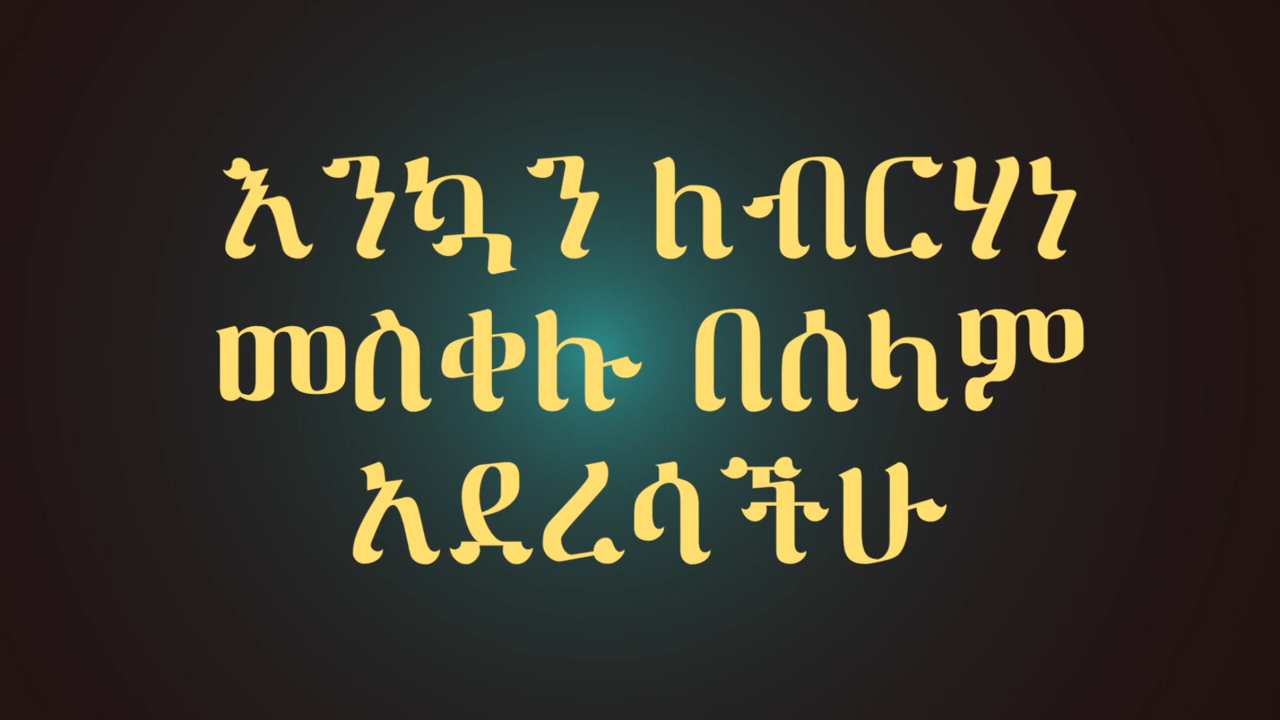 እንኳን ለብርሃነ
መስቀሉ በሰላም
አደረሳችሁ